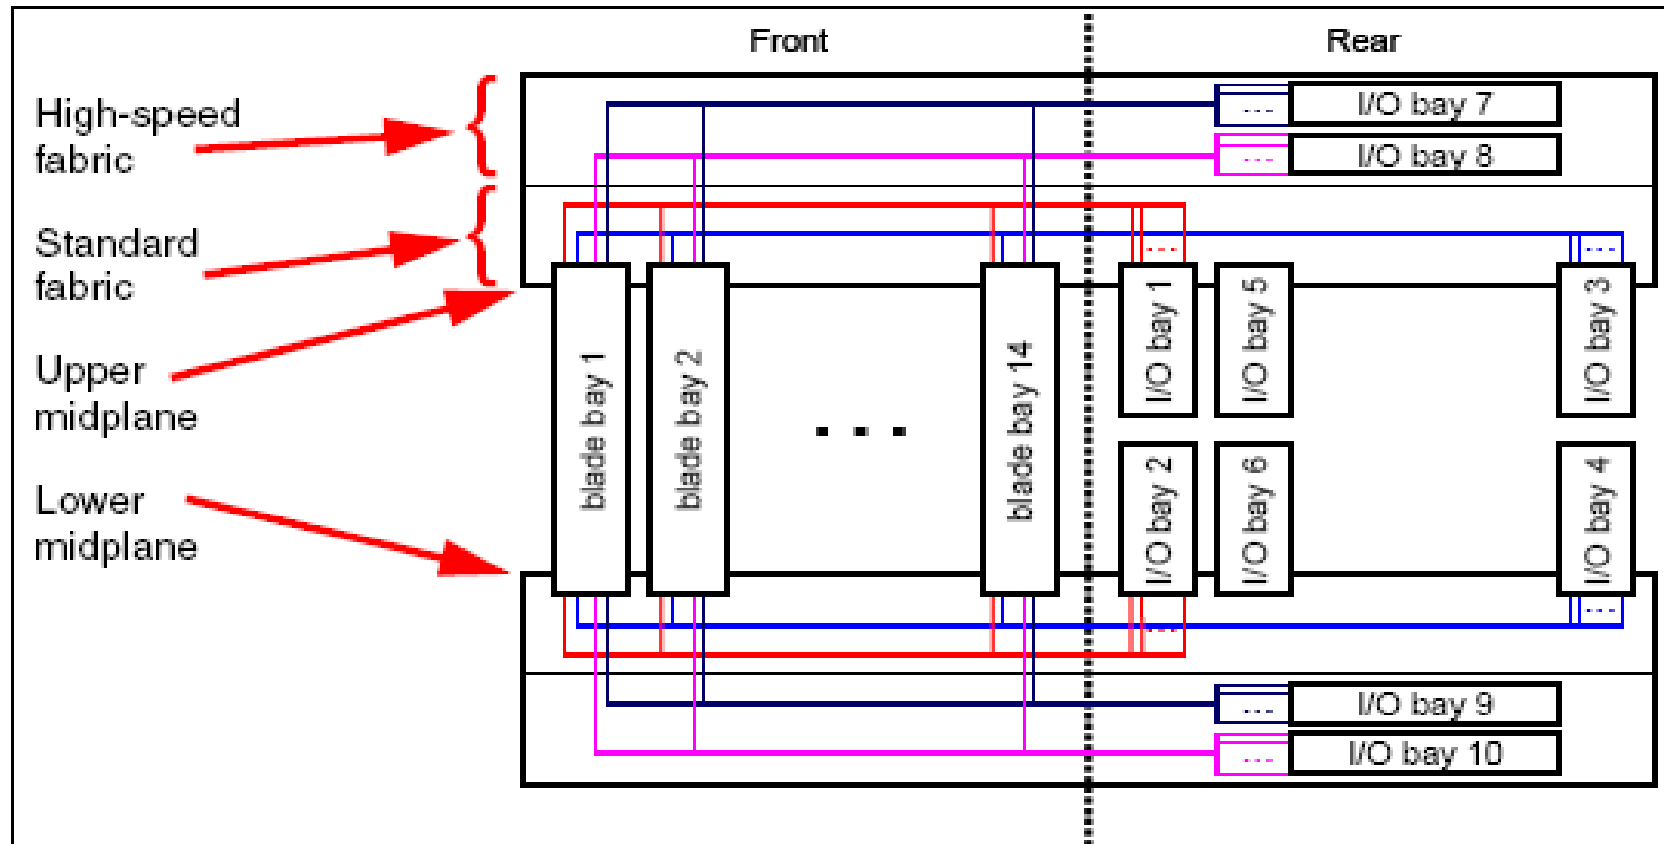 Front
Rear
High-speed
fabric
Standard
fabric
Upper
midplane
Lower
midplane
I/O bay 7
I/O bay 8
blade bay 1
blade bay 2
. . .
blade bay 14
I/O bay 1
I/O bay 5
I/O bay 3
I/O bay 2
I/O bay 6
I/O bay 4
I/O bay 9
I/O bay 10